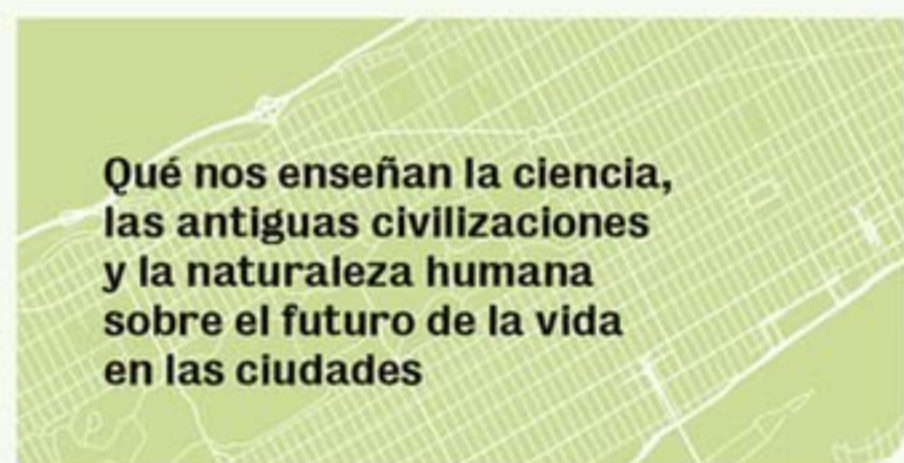 Qué nos enseñan la ciencia,
las antiguas civilizaciones
y la naturaleza humana
sobre el futuro de la vida
en las ciudades